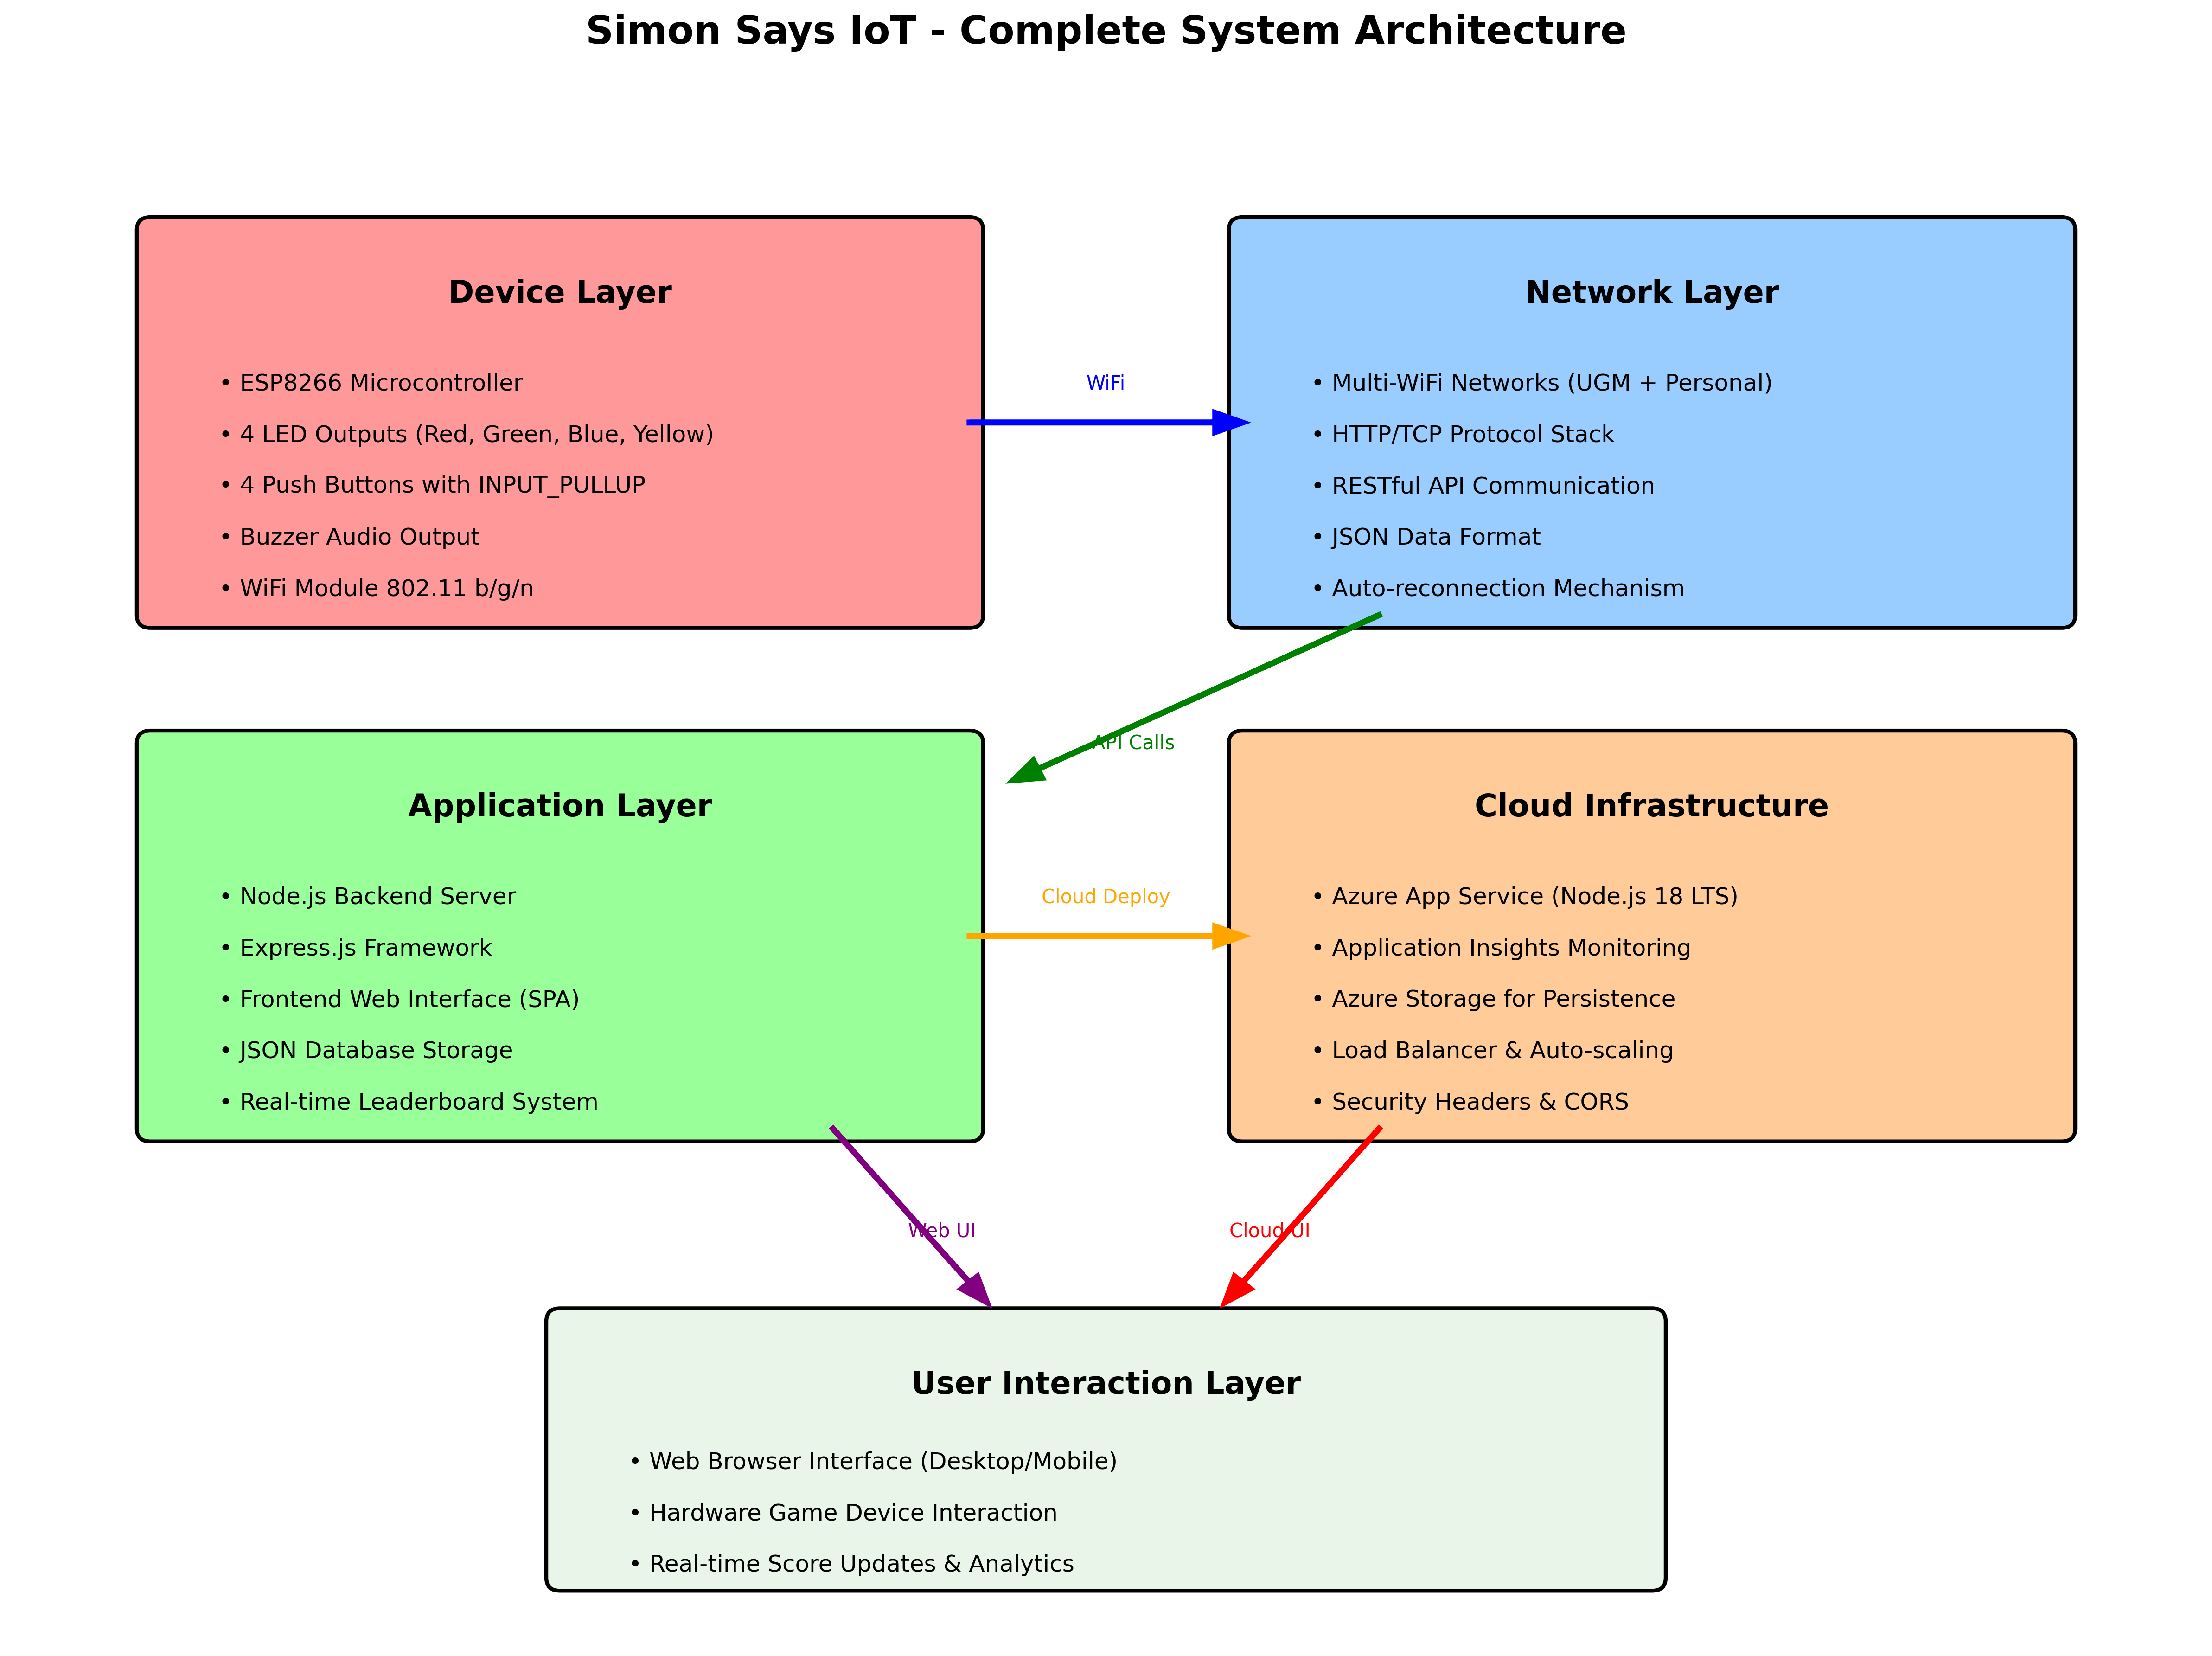 Simon Says IoT - Complete System Architecture
Device Layer
• ESP8266 Microcontroller
• 4 LED Outputs (Red, Green, Blue, Yellow)
• 4 Push Buttons with INPUT_PULLUP
• Buzzer Audio Output
• WiFi Module 802.11 b/g/n
WiFi
Network Layer
• Multi-WiFi Networks (UGM + Personal)
• HTTP/TCP Protocol Stack
• RESTful API Communication
• JSON Data Format
• Auto-reconnection Mechanism
API Calls
Application Layer
• Node.js Backend Server
• Express.js Framework
• Frontend Web Interface (SPA)
• JSON Database Storage
• Real-time Leaderboard System
Cloud Deploy
Cloud Infrastructure
• Azure App Service (Node.js 18 LTS)
• Application Insights Monitoring
• Azure Storage for Persistence
• Load Balancer & Auto-scaling
• Security Headers & CORS
Web UI
Cloud UI
User Interaction Layer
• Web Browser Interface (Desktop/Mobile)
• Hardware Game Device Interaction
• Real-time Score Updates & Analytics